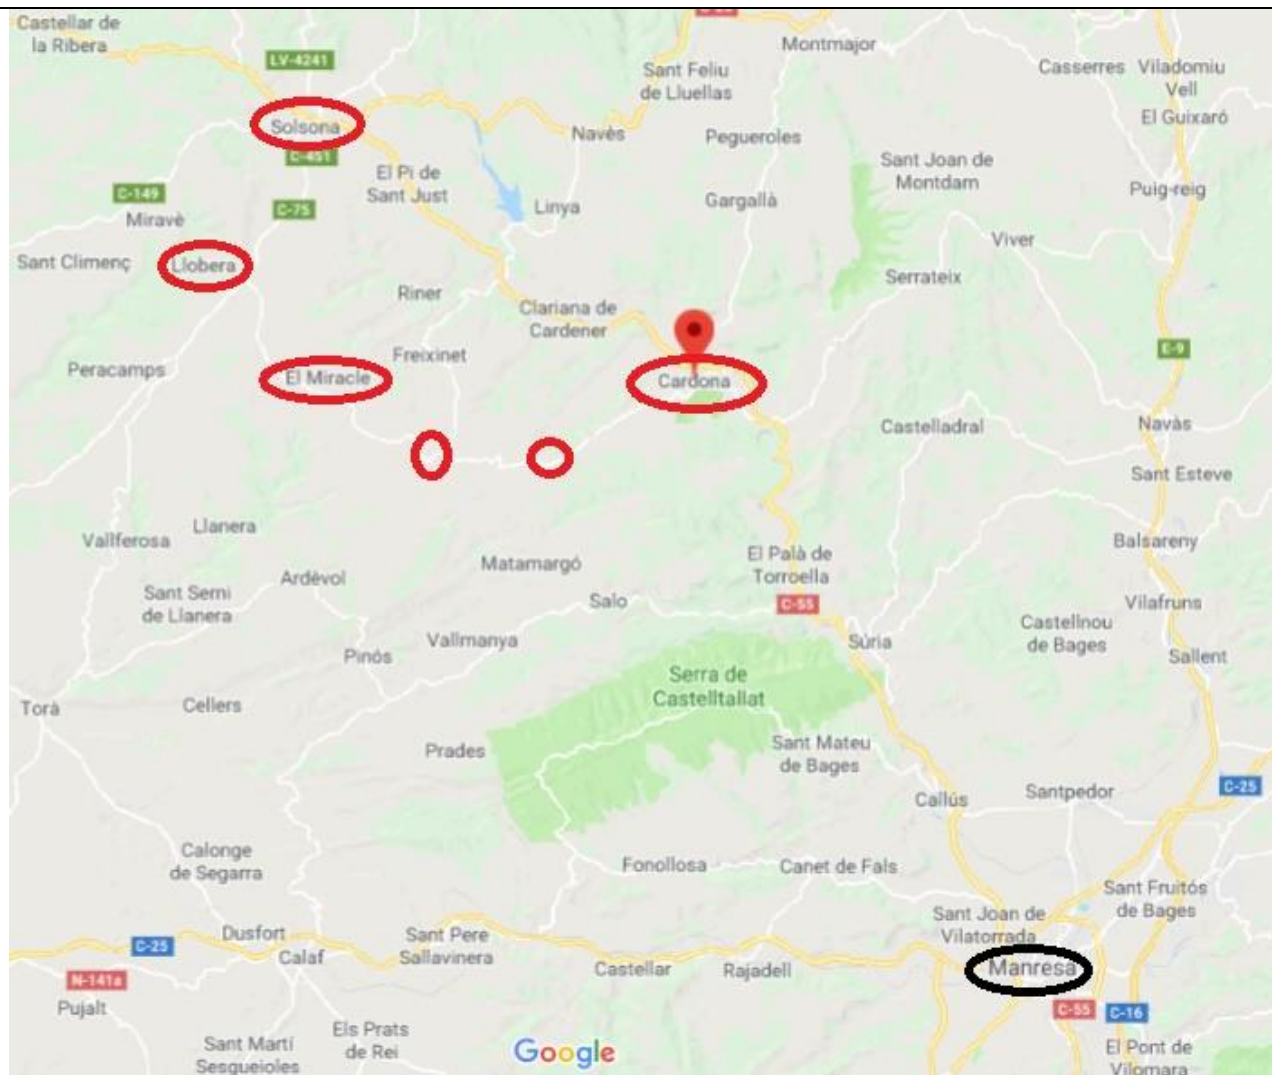 Castellar de
la Ribera
Montmajor
LV-4241
Sant Feliu
de Lluellas
Casserres
Viladomiu
Vell
El Guixaró
Solsona
Navès
Pegueroles
C-451
El Pi de
Sant Just
Sant Joan de
Montdam
C-149
C-75
Linya
Gargallà
Puig-reig
Miravè
Viver
Sant Climenç
Llobera
Riner
Serrateix
Clariana de
Cardener
E-9
Freixinet
Peracamps
El Miracle
Cardona
Castelladral
Navàs
Sant Esteve
Llanera
Vallferosa
Balsareny
El Palà de
Torroella
Matamargó
Ardèvol
Sant Serni
de Llanera
Salo
C-55
Vilafruns
Castellnou
de Bages
Vallmanya
Súria
Pinós
Sallent
Serra de
Castelltallat
Torà
Cellers
Prades
Sant Mateu
de Bages
C-25
Callús
Santpedor
Calonge
de Segarra
Fonollosa
Canet de Fals
Sant Fruitós
de Bages
Sant Joan de
Vilatorrada
Dusfort
C-25
Calaf
Sant Pere
Sallavinera
Castellar
Rajadell
Manresa
N-141a
Pujalt
C-55
C-16
Els Prats
de Rei
Sant Martí
Sesgueioles
Google
El Pont de
Vilomara